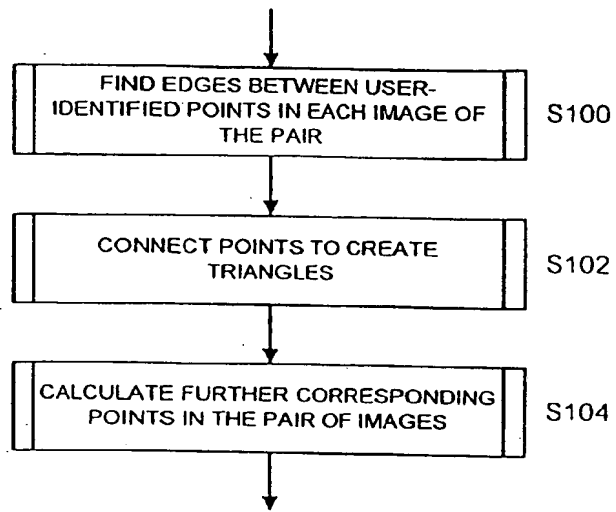 FIND EDGES BETWEEN USER-
IDENTIFIED POINTS IN EACH IMAGE OF
THE PAIR
S100
CONNECT POINTS TO CREATE
TRIANGLES
S102
CALCULATE FURTHER CORRESPONDING
POINTS IN THE PAIR OF IMAGES
S104